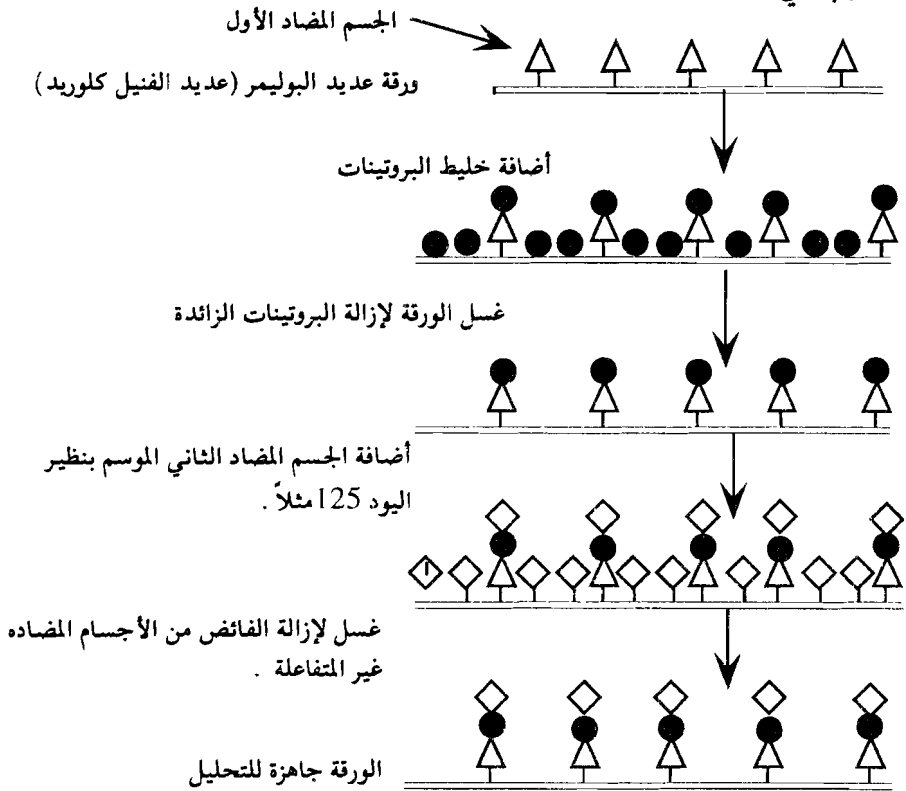 الجسم المضاد الأول
ورقة عديد البوليمر (عديد الفنيل كلوريد)
أضافة خليط البروتينات
غسل الورقة لإزالة البروتينات الزائدة
أضافة الجسم المضاد الثاني الموسم بنظير
اليود 125 مثلاً .
غسل لإزالة الفائض من الأجسام المضاده
غير المتفاعلة .
الورقة جاهزة للتحليل